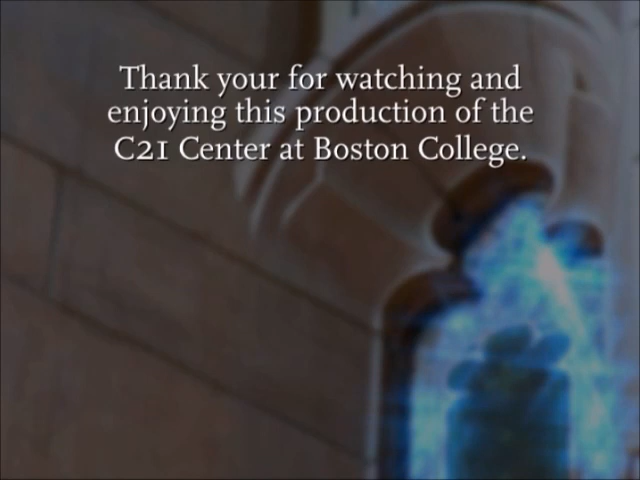 Thank your for watching and
enjoying this production of the
C21 Center at Boston College.